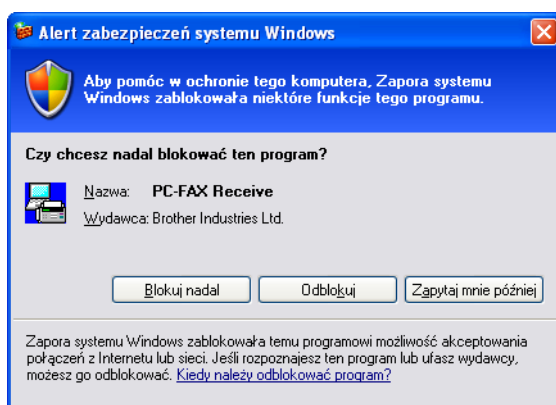 Alert zabezpieczeń systemu Windows
Aby pomóc w ochronie tego komputera, Zapora systemu
Windows zablokowała niektóre funkcje tego programu.
Czy chcesz nadal blokować ten program?
Nazwa: PC-FAX Receive
Wydawca: Brother Industries Ltd.
Blokuj nadal Odblokuj Zapytaj mnie później
Zapora systemu Windows zablokowała temu programowi możliwość akceptowania
połączeń z Internetu lub sieci. Jeśli rozpoznajesz ten program lub ufasz wydawcy,
możesz go odblokować. Kiedy należy odblokować program?